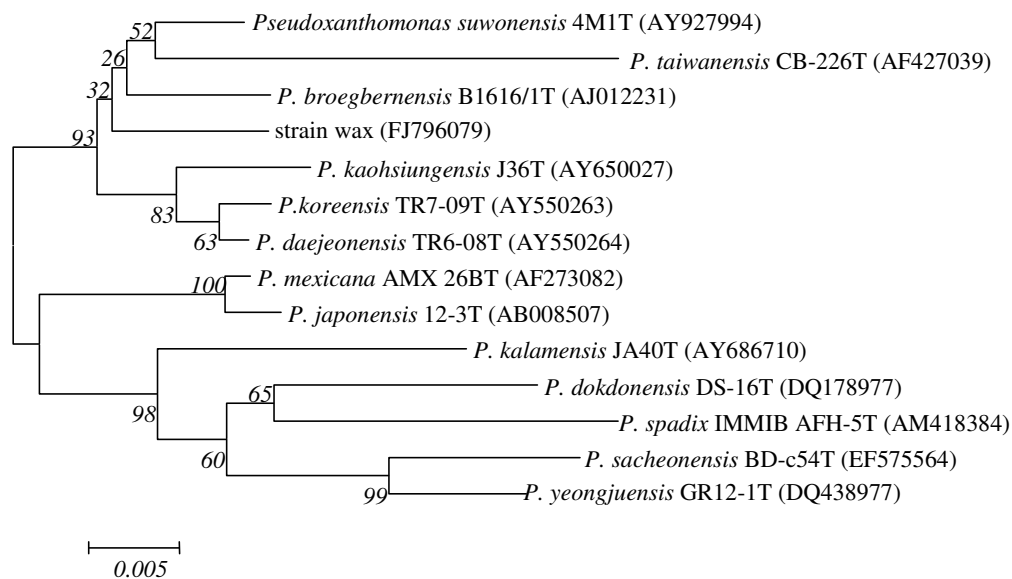 Pseudoxanthomonas suwonensis 4M1T (AY927994)
52
P. taiwanensis CB-226T (AF427039)
26
P. broegbernensis B1616/1T (AJ012231)
32
strain wax (FJ796079)
93
P. kaohsiungensis J36T (AY650027)
P.koreensis TR7-09T (AY550263)
83
63
P. daejeonensis TR6-08T (AY550264)
P. mexicana AMX 26BT (AF273082)
100
P. japonensis 12-3T (AB008507)
P. kalamensis JA40T (AY686710)
P. dokdonensis DS-16T (DQ178977)
65
98
P. spadix IMMIB AFH-5T (AM418384)
60
P. sacheonensis BD-c54T (EF575564)
99
P. yeongjuensis GR12-1T (DQ438977)
0.005